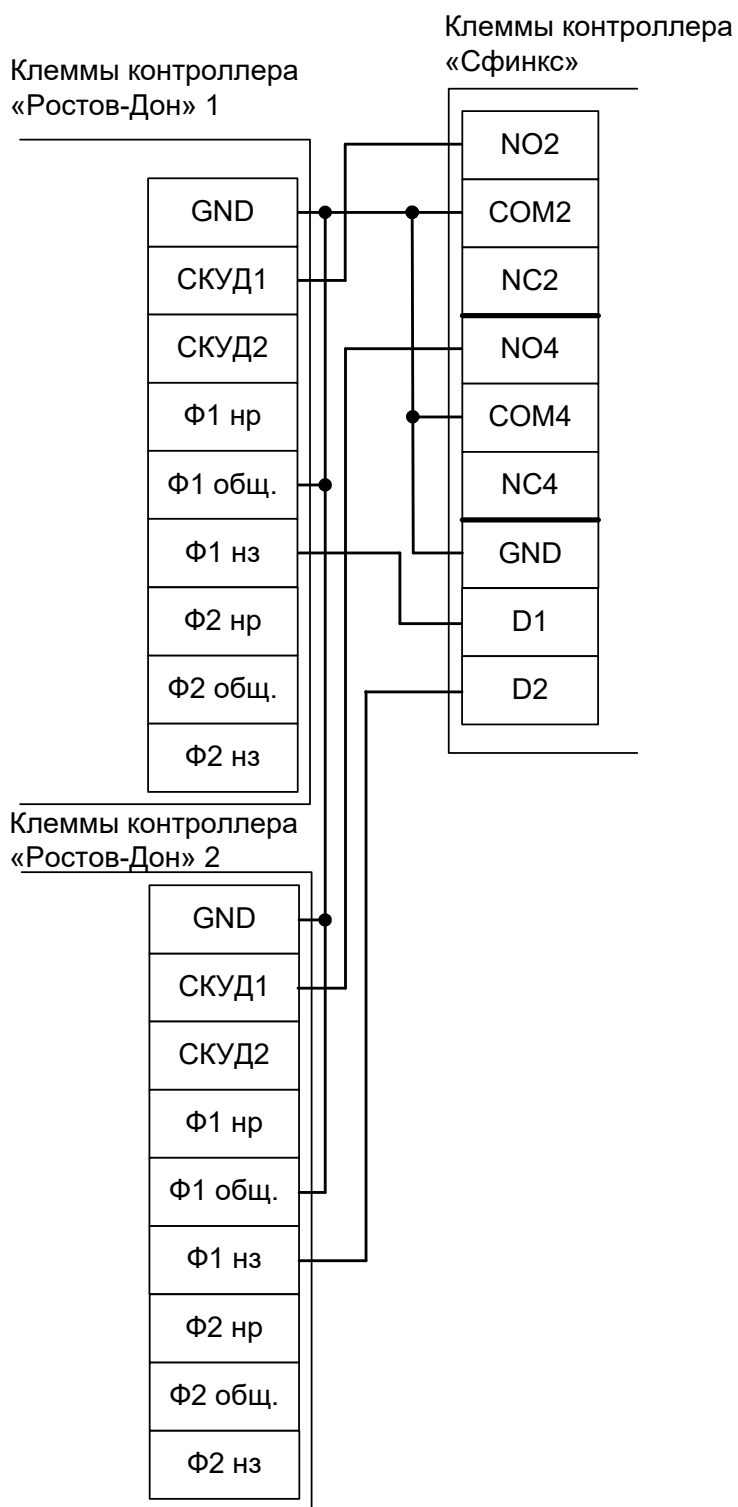 Клеммы контроллера
«Ростов-Дон» 1
GND
СКУД1
СКУД2
Ф1 нр
Ф1 общ.
Ф1 нз
Ф2 нр
Ф2 общ.
Ф2 нз
Клеммы контроллера
«Сфинкс»
NO2
COM2
NC2
NO4
COM4
NC4
GND
D1
D2
Клеммы контроллера
«Ростов-Дон» 2
GND
СКУД1
СКУД2
Ф1 нр
Ф1 общ.
Ф1 нз
Ф2 нр
Ф2 общ.
Ф2 нз